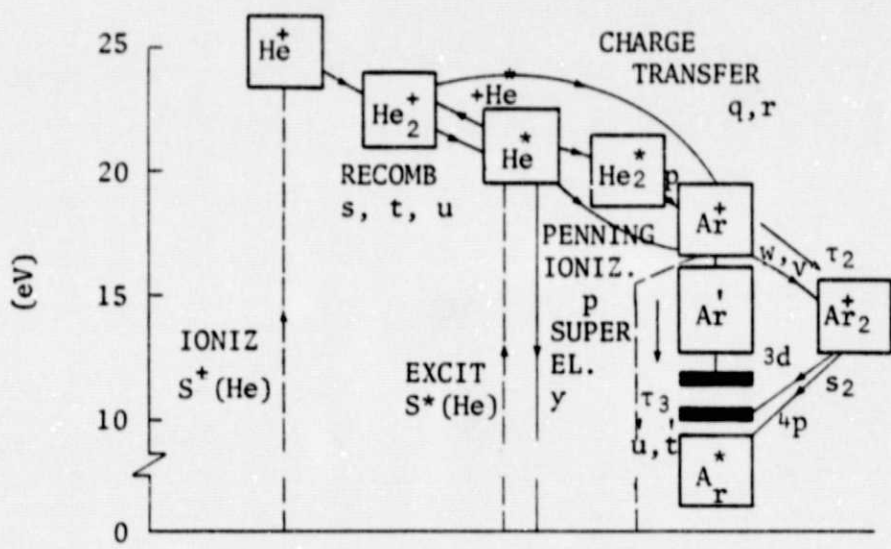 25
20
15
10
0
(eV)
He+
He2+
+He*
He*
He2*
CHARGE
TRANSFER
q,r
RECOMB
s, t, u
p
Ar+
PENNING
IONIZ.
p
SUPER
EL.
y
w,v
τ2
Ar2+
Ar'
IONIZ
S+(He)
EXCIT
S*(He)
3d
s2
4p
τ3
u,t'
Ar*